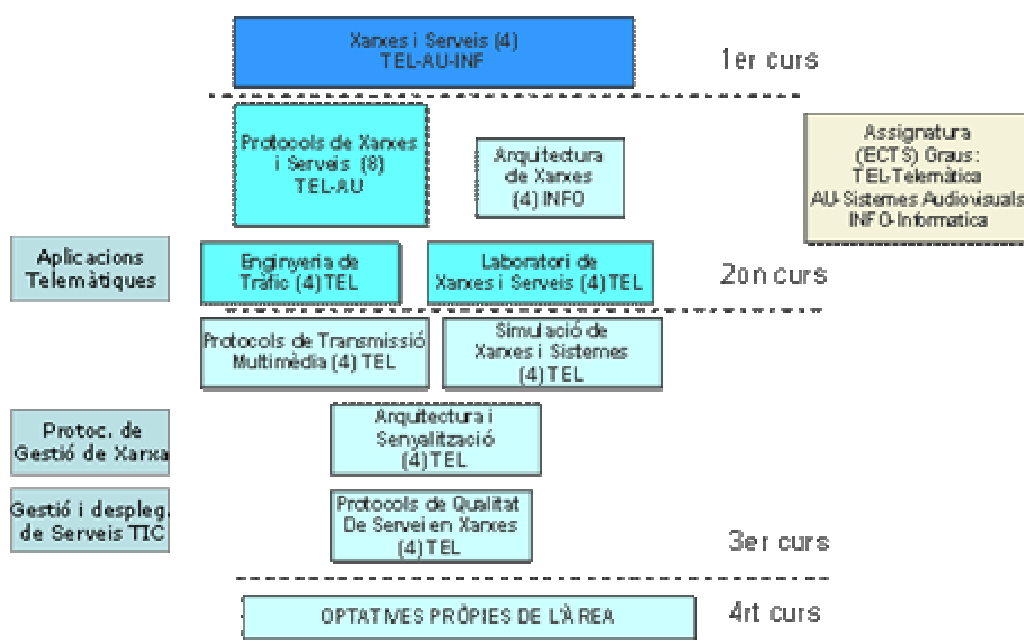 Xarxes i Serveis (4)
TEL-AU-INF
1er curs
Protocols de Xarxes
i Serveis (8)
TEL-AU
Arquitectura
de Xarxes
(4) INFO
Assignatura
(ECTS) Graus:
TEL-Telemàtica
AU-Sistemes Audiovisuals
INFO-Informatica
Aplicacions
Telemàtiques
Enginyeria de
Tràfic (4) TEL
Laboratori de
Xarxes i Serveis (4) TEL
2on curs
Protocols de Transmissió
Multimèdia (4) TEL
Simulació de
Xarxes i Sistemes
(4) TEL
Protoc. de
Gestió de Xarxa
Arquitectura i
Senyalització
(4) TEL
Gestió i despleg.
de Serveis TIC
Protocols de Qualitat
De Servei en Xarxes
(4) TEL
3er curs
OPTATIVES PRÒPIES DE L'ÀREA
4rt curs